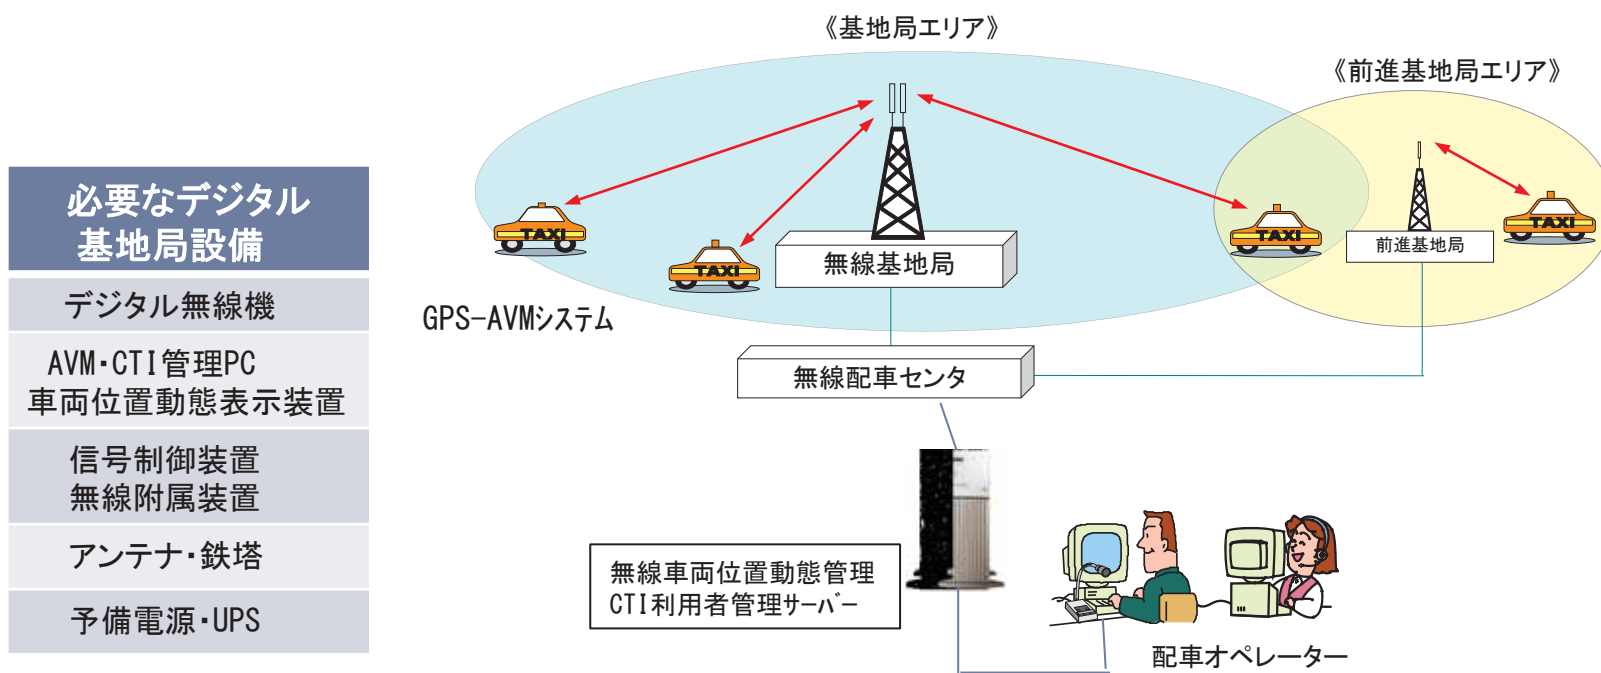 《基地局エリア》
《前進基地局エリア》
必要なデジタル
基地局設備
デジタル無線機
AVM・CTI管理PC
車両位置動態表示装置
信号制御装置
無線附属装置
アンテナ・鉄塔
予備電源・UPS
TAXI
TAXI
TAXI
TAXI
無線基地局
前進基地局
GPS-AVMシステム
無線配車センタ
無線車両位置動態管理
CTI利用者管理サーバー
配車オペレーター